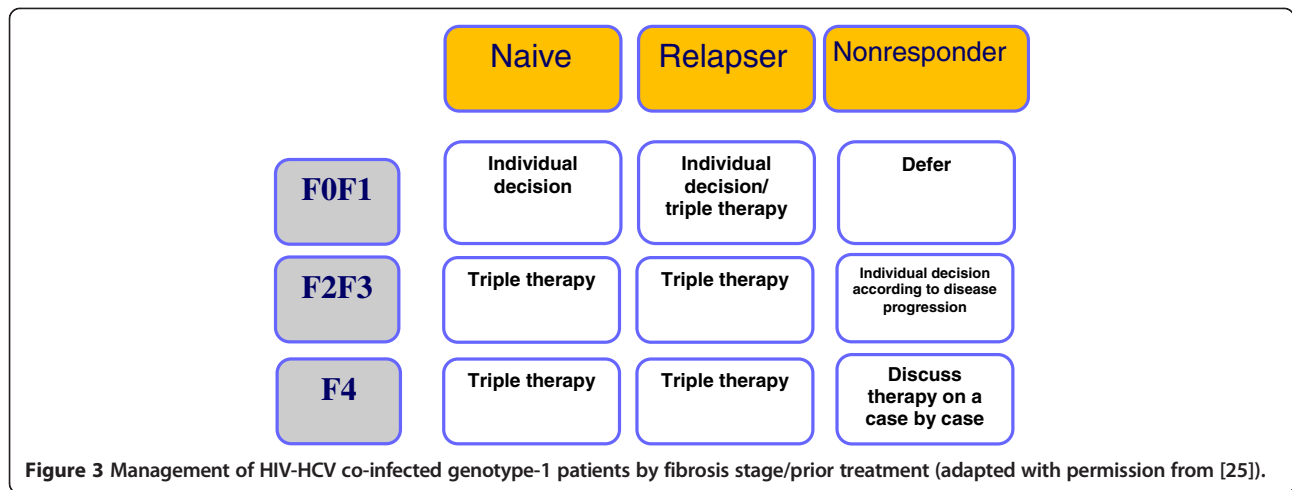 Naive
Relapser
Nonresponder
F0F1
Individual
decision
Individual
decision/
triple therapy
Defer
F2F3
Triple therapy
Triple therapy
Individual decision
according to disease
progression
F4
Triple therapy
Triple therapy
Discuss
therapy on a
case by case
Figure 3 Management of HIV-HCV co-infected genotype-1 patients by fibrosis stage/prior treatment (adapted with permission from [25]).